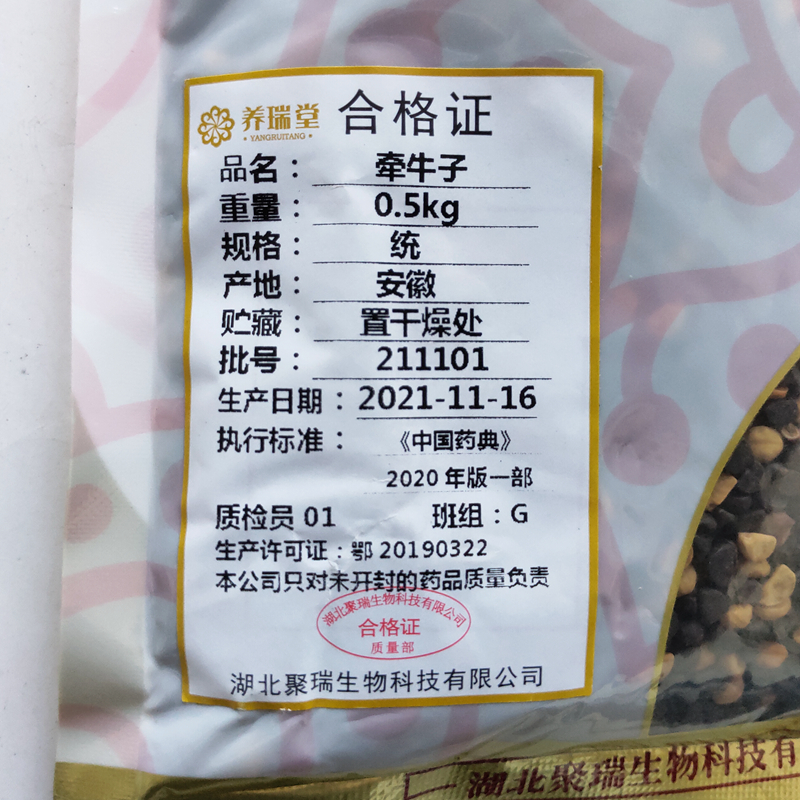 养瑞堂
• YANGRUITANG •
合格证
品名： 牵牛子
重量： 0.5kg
规格： 统
产地： 安徽
贮藏： 置干燥处
批号： 211101
生产日期：2021-11-16
执行标准： 《中国药典》
2020 年版一部
质检员 01 班组：G
生产许可证：鄂 20190322
本公司只对未开封的药品质量负责
湖北聚瑞生物科技有限公司
合格证
质量部
湖北聚瑞生物科技有限公司
湖北聚瑞生物科技有